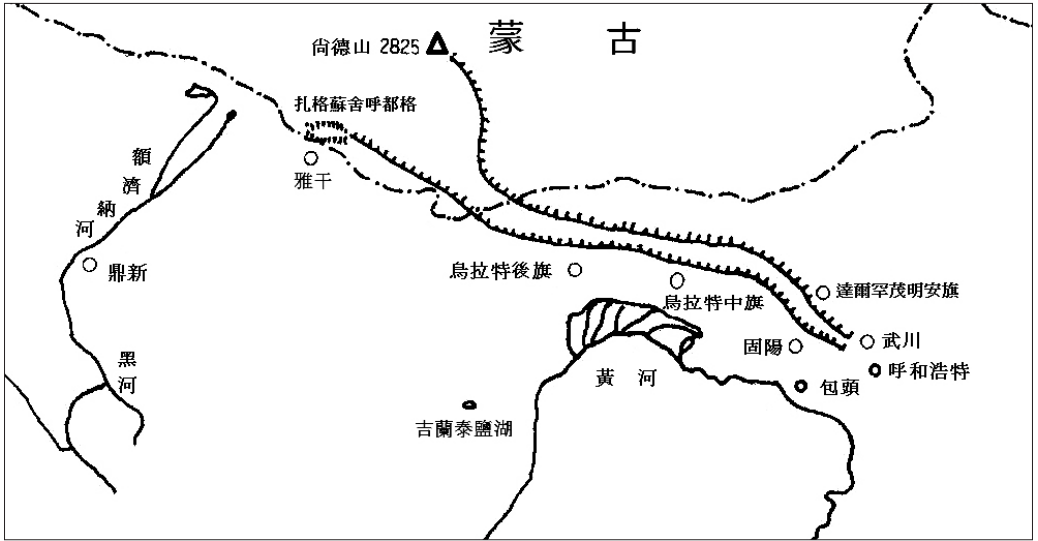 蒙 古
尙德山 2825
扎格蘇舍呼都格
雅干
額濟納河
鼎新
烏拉特後旗
烏拉特中旗
達爾罕茂明安旗
武川
固陽
呼和浩特
包頭
黃 河
黑河
吉蘭泰鹽湖